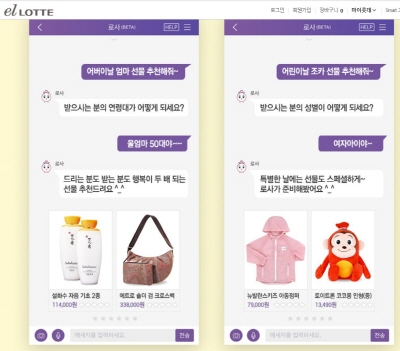 el LOTTE
로그인
회원가입
장바구니 0
마이롯데
Smart
로사 (BETA)
HELP
어버이날 엄마 선물 추천해줘~
로사
받으시는 분의 연령대가 어떻게 되세요?
울엄마 50대야~~
로사
드리는 분도 받는 분도 행복이 두 배 되는
선물 추천드려요 ^_^
설화수 자음 기초 2종
114,000원
에트로 숄더 겸 크로스백
338,000원
메세지를 입력하세요.
전송
로사 (BETA)
HELP
어린이날 조카 선물 추천해줘~
로사
받으시는 분의 성별이 어떻게 되세요?
여자아이야~
로사
특별한 날에는 선물도 스페셜하게~
로사가 준비해봤어요 ^_^
뉴발란스키즈 아동점퍼
79,000원
토이트론 코코몽 인형(중)
13,490원
메세지를 입력하세요.
전송